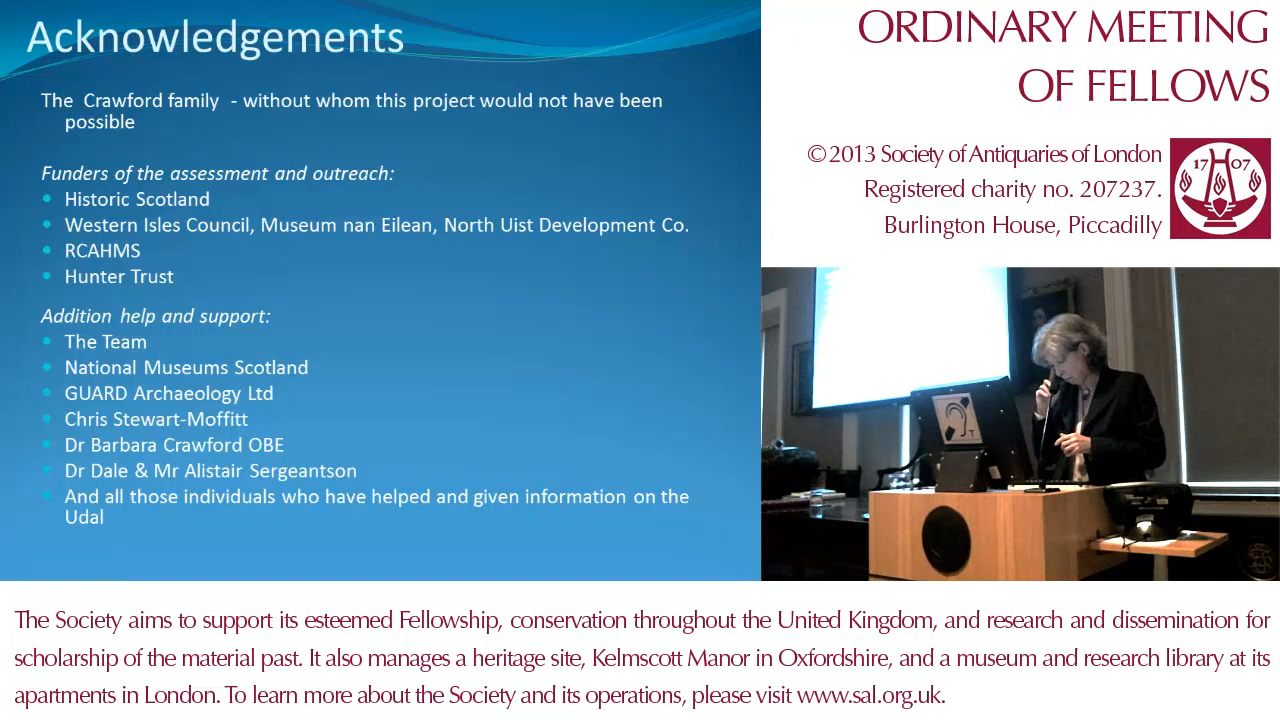 Acknowledgements
The Crawford family - without whom this project would not have been
possible
Funders of the assessment and outreach:
Historic Scotland
Western Isles Council, Museum nan Eilean, North Uist Development Co.
RCAHMS
Hunter Trust
Addition help and support:
The Team
National Museums Scotland
GUARD Archaeology Ltd
Chris Stewart-Moffitt
Dr Barbara Crawford OBE
Dr Dale & Mr Alistair Sergeantson
And all those individuals who have helped and given information on the
Udal
ORDINARY MEETING
OF FELLOWS
©2013 Society of Antiquaries of London
Registered charity no. 207237.
Burlington House, Piccadilly
17 07
T
The Society aims to support its esteemed Fellowship, conservation throughout the United Kingdom, and research and dissemination for
scholarship of the material past. It also manages a heritage site, Kelmscott Manor in Oxfordshire, and a museum and research library at its
apartments in London. To learn more about the Society and its operations, please visit www.sal.org.uk.